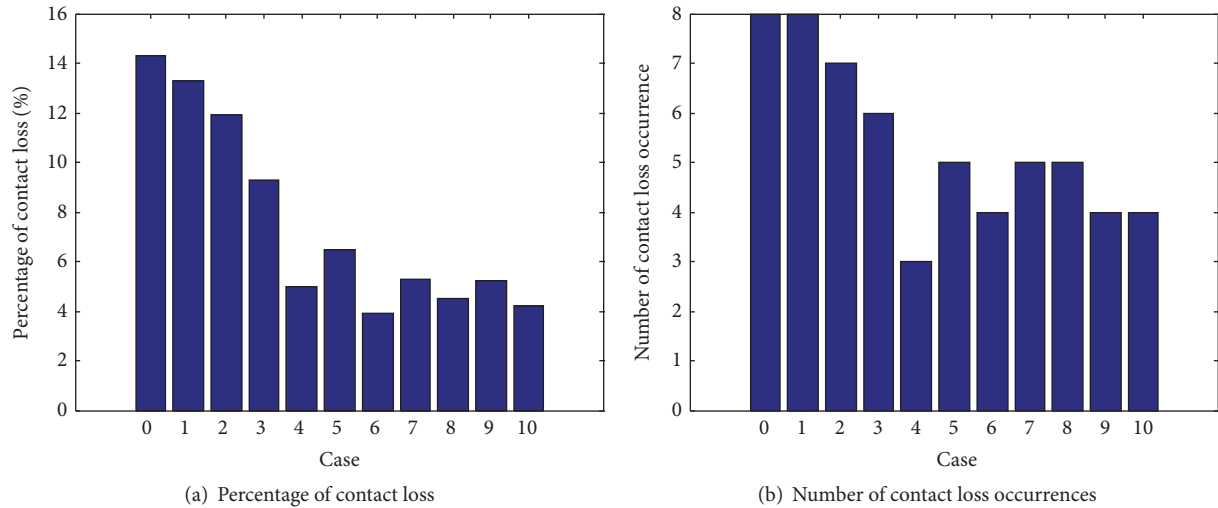 16
14
12
10
8
6
4
2
0
Percentage of contact loss (%)
0 1 2 3 4 5 6 7 8 9 10
Case
(a) Percentage of contact loss
8
7
6
5
4
3
2
1
0
Number of contact loss occurrence
0 1 2 3 4 5 6 7 8 9 10
Case
(b) Number of contact loss occurrences